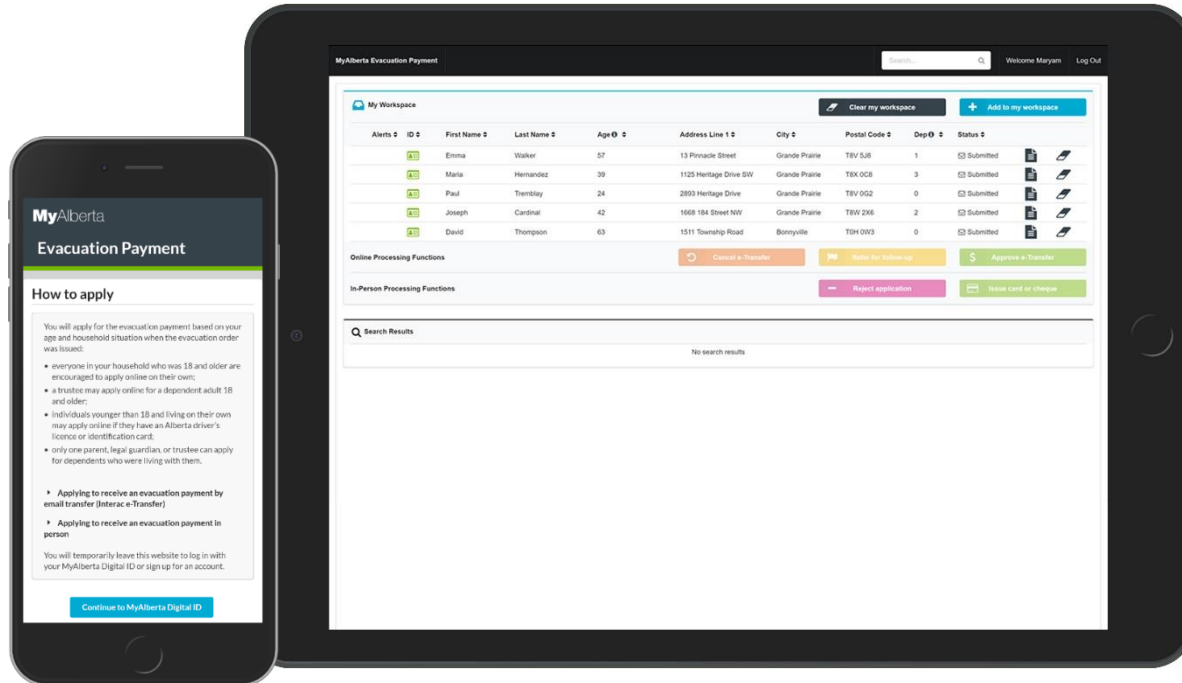 MyAlberta
Evacuation Payment
How to apply
You will apply for the evacuation payment based on your
age and household situation when the evacuation order
was issued:
• everyone in your household who was 18 and older are
encouraged to apply online on their own;
• a trustee may apply online for a dependent adult 18
and older;
• individuals younger than 18 and living on their own
may apply online if they have an Alberta driver's
licence or identification card;
• only one parent, legal guardian, or trustee can apply
for dependents who were living with them.
Applying to receive an evacuation payment by
email transfer (Interac e-Transfer)
Applying to receive an evacuation payment in
person
You will temporarily leave this website to log in with
your MyAlberta Digital ID or sign up for an account.
Continue to MyAlberta Digital ID
MyAlberta Evacuation Payment Search... Welcome Maryam Log Out
My Workspace Clear my workspace Add to my workspace
Alerts ID First Name Last Name Age Address Line 1 City Postal Code Dep Status
Emma Walker 57 13 Pinnacle Street Grande Prairie T8V 5J8 1 Submitted
Maria Hernandez 39 1125 Heritage Drive SW Grande Prairie T8X 0C8 3 Submitted
Paul Tremblay 24 2893 Heritage Drive Grande Prairie T8V 0G2 0 Submitted
Joseph Cardinal 42 1668 184 Street NW Grande Prairie T8W 2X6 2 Submitted
David Thompson 63 1511 Township Road Bonnyville T0H 0W3 0 Submitted
Online Processing Functions Cancel e-Transfer Refer for follow-up Approve e-Transfer
In-Person Processing Functions Reject application Issue card or cheque
Search Results
No search results